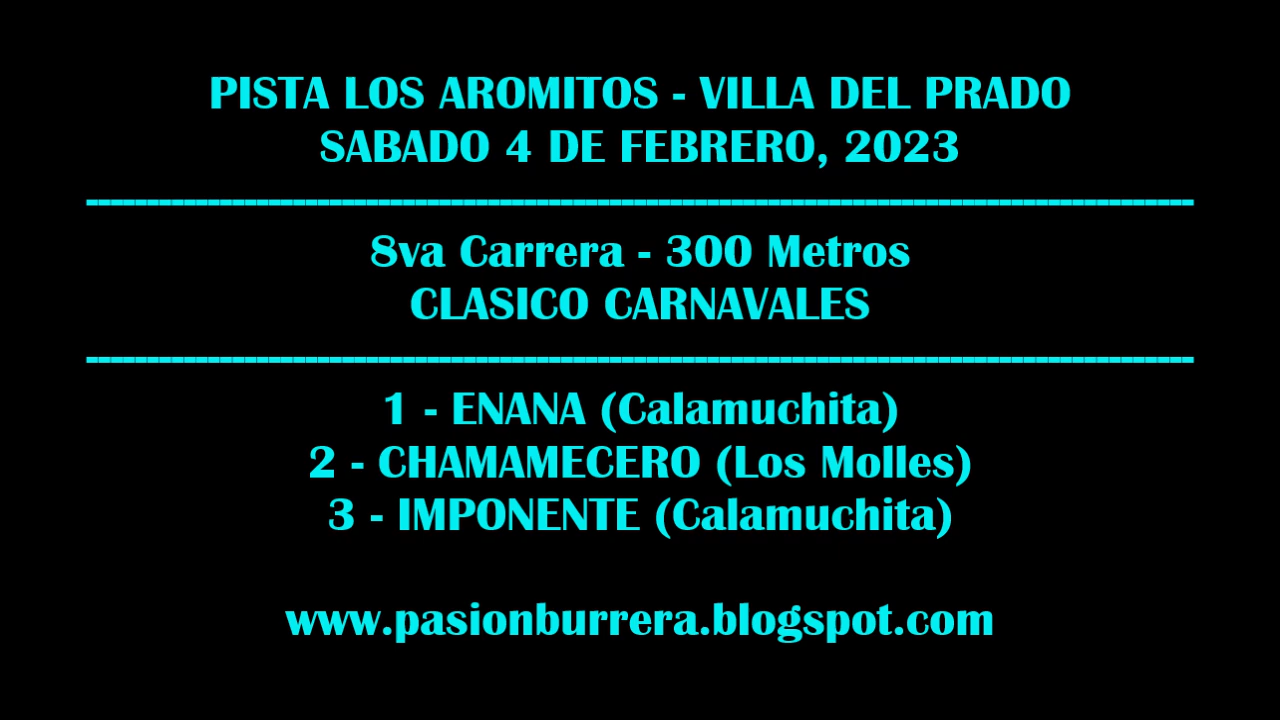 PISTA LOS AROMITOS - VILLA DEL PRADO
SABADO 4 DE FEBRERO, 2023
8va Carrera - 300 Metros
CLASICO CARNAVALES
1 - ENANA (Calamuchita)
2 - CHAMAMECERO (Los Molles)
3 - IMPONENTE (Calamuchita)
www.pasionburrera.blogspot.com